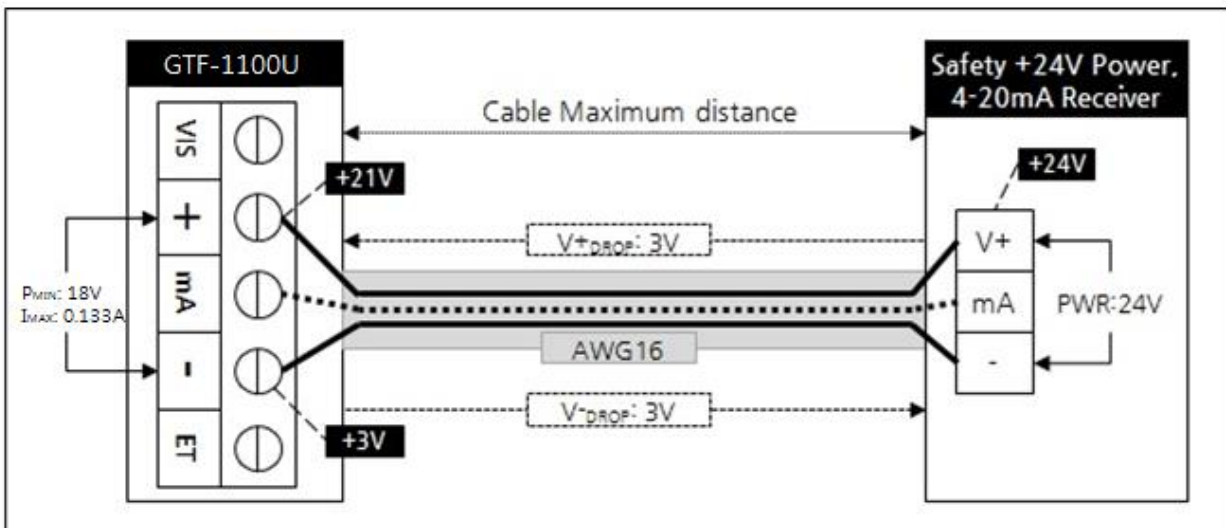 GTF-1100U
Safety +24V Power,
4-20mA Receiver
Cable Maximum distance
VIS
+
mA
-
ET
+21V
+24V
V+DROP: 3V
PMIN: 18V
IMAX: 0.133A
V+
mA
-
PWR:24V
AWG16
V-DROP: 3V
+3V